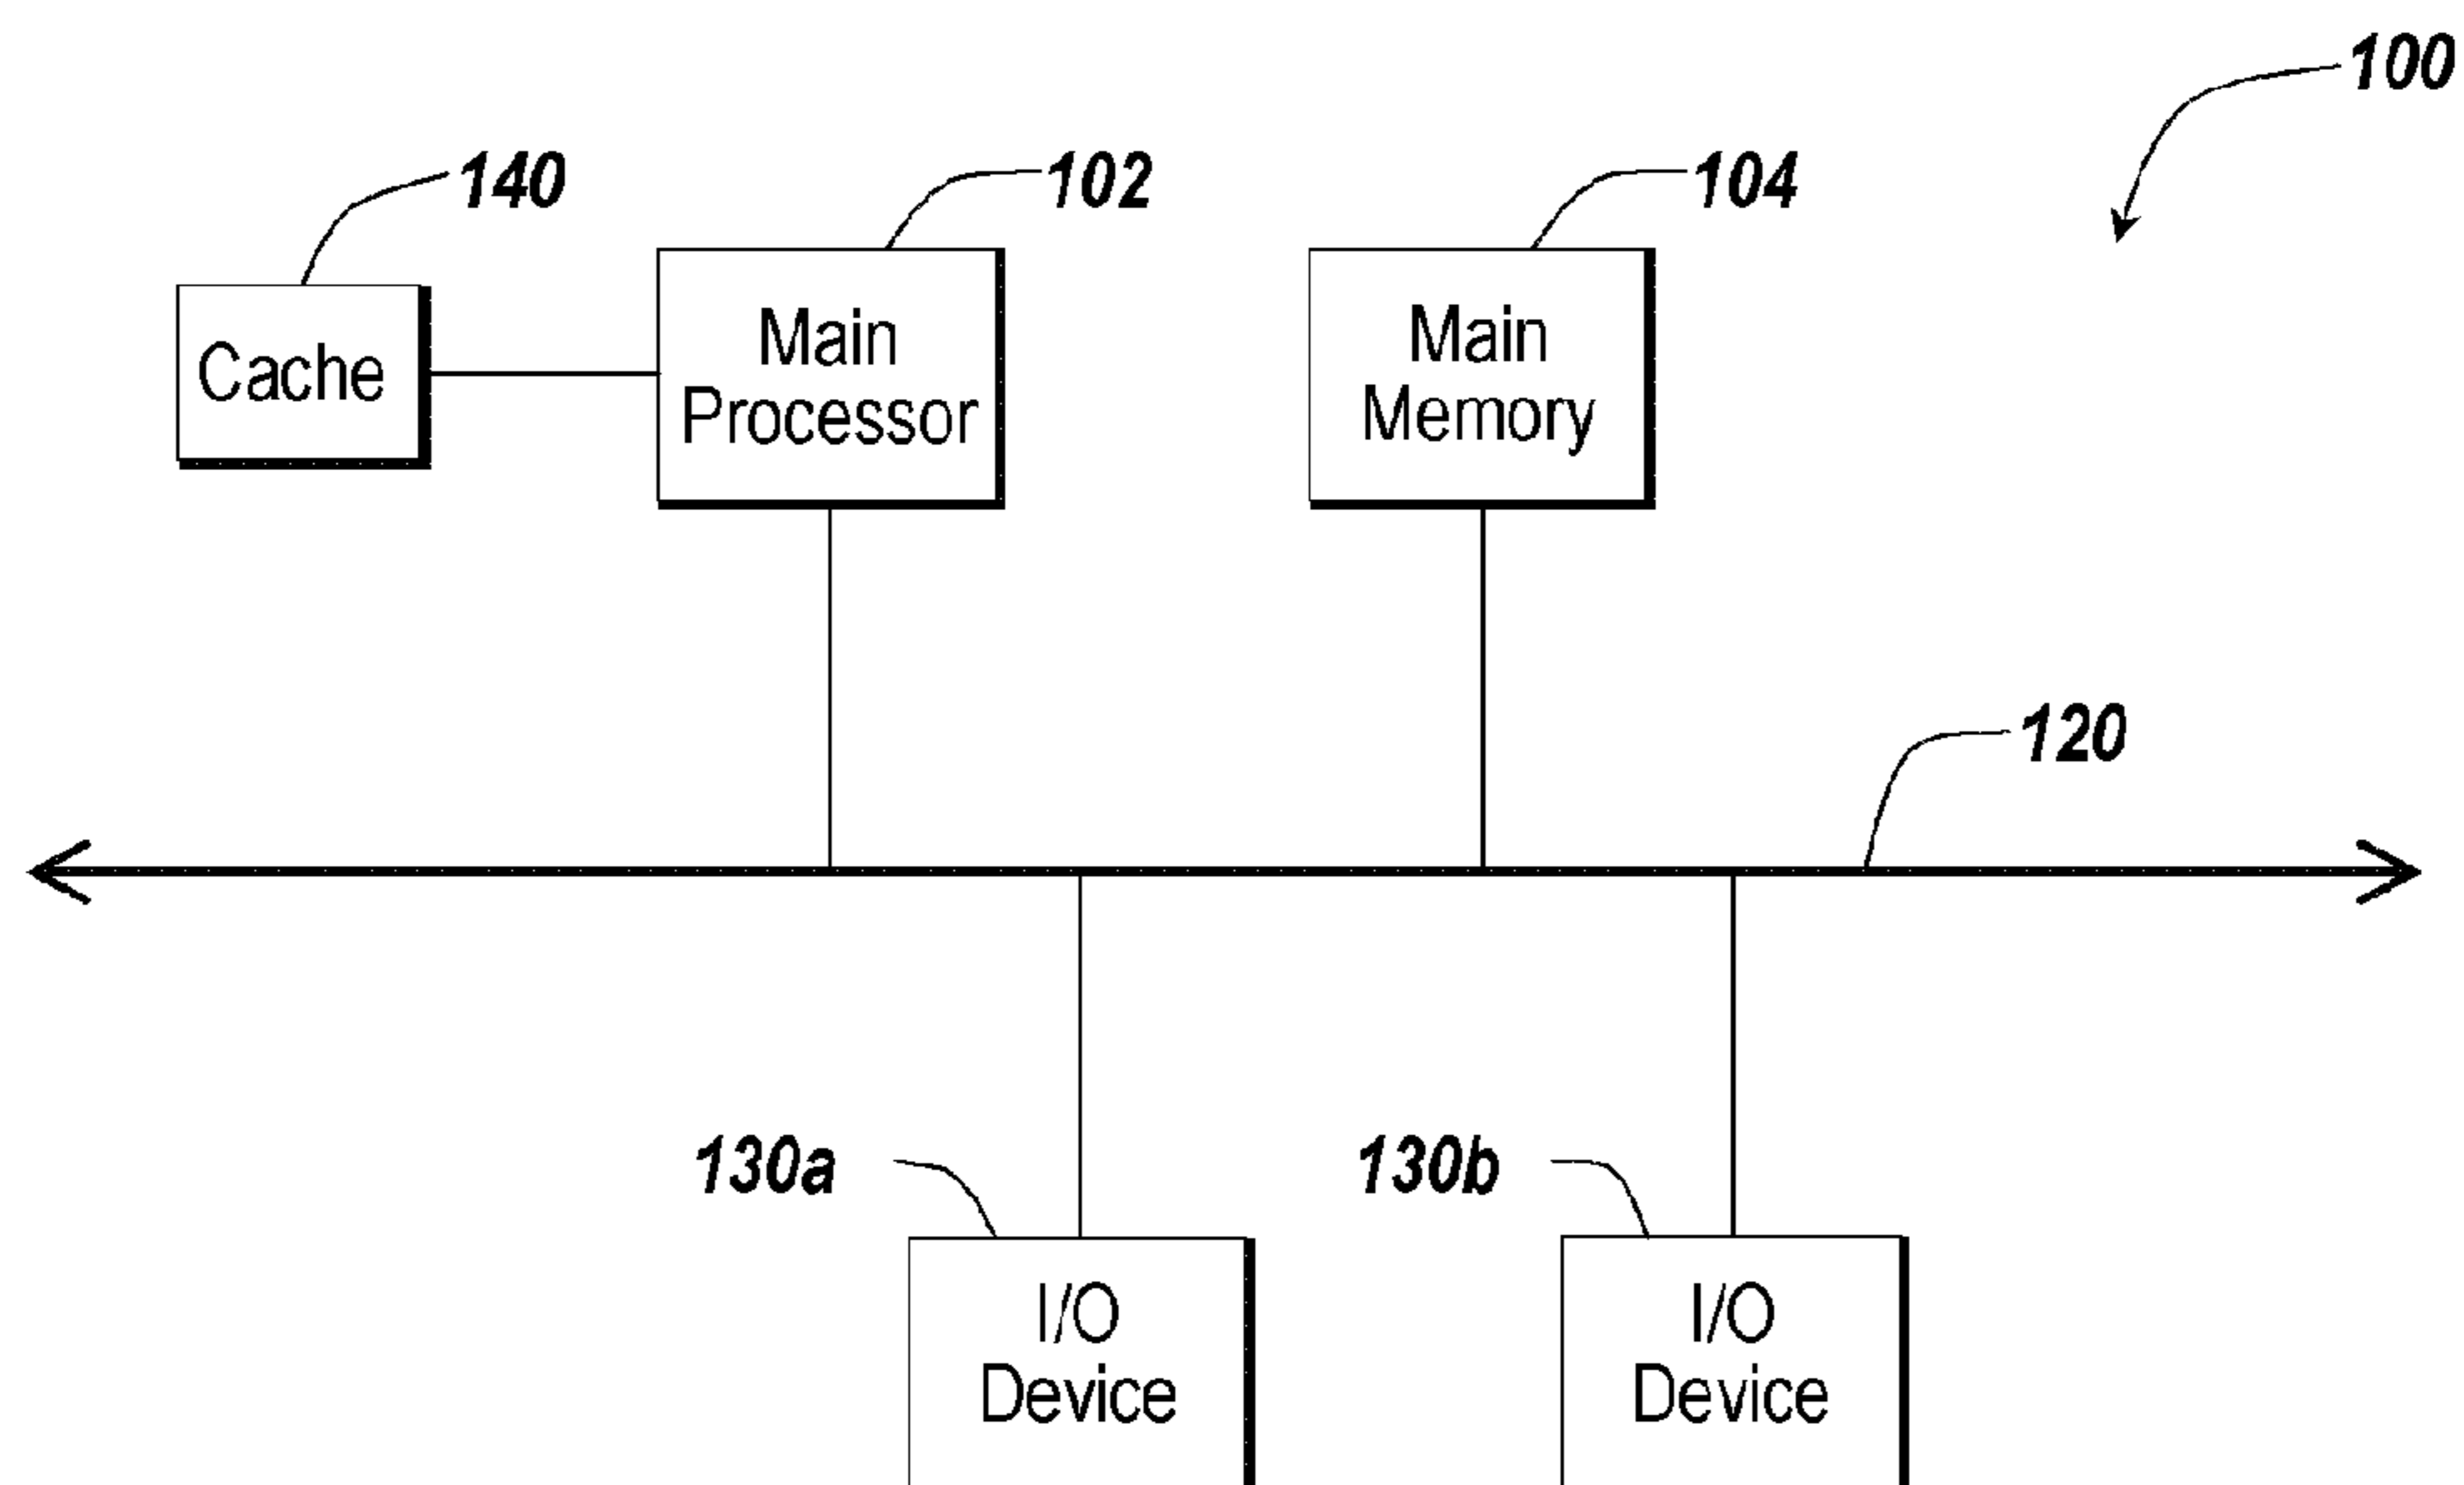 100
140
102
104
Cache
Main
Processor
Main
Memory
120
130a
130b
I/O
Device
I/O
Device